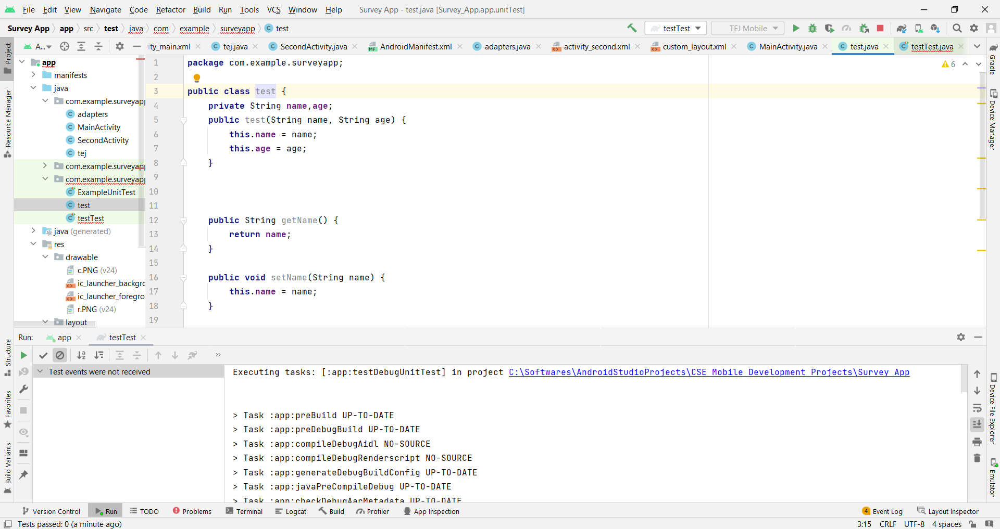 File Edit View Navigate Code Refactor Build Run Tools VCS Window Help Survey App - test.java [Survey_App.app.unitTest]
Survey App app src test java com example surveyapp test testTest TEJ Mobile
A... ity_main.xml tej.java SecondActivity.java AndroidManifest.xml adapters.java activity_second.xml custom_layout.xml MainActivity.java test.java testTest.java
Project
Resource Manager
Structure
Favorites
Build Variants
app
manifests
java
com.example.surveyapp
adapters
MainActivity
SecondActivity
tej
com.example.surveyapp
com.example.surveyapp
ExampleUnitTest
test
testTest
java (generated)
res
drawable
c.PNG (v24)
ic_launcher_backgro
ic_launcher_foregro
r.PNG (v24)
layout
6
1 package com.example.surveyapp;
2
3 public class test {
4 private String name,age;
5 public test(String name, String age) {
6 this.name = name;
7 this.age = age;
8 }
9
10
11
12 public String getName() {
13 return name;
14 }
15
16 public void setName(String name) {
17 this.name = name;
18 }
19
Gradle
Device Manager
Device File Explorer
Emulator
Run: app testTest
Test events were not received
Executing tasks: [:app:testDebugUnitTest] in project C:\Softwares\AndroidStudioProjects\CSE Mobile Development Projects\Survey App
> Task :app:preBuild UP-TO-DATE
> Task :app:preDebugBuild UP-TO-DATE
> Task :app:compileDebugAidl NO-SOURCE
> Task :app:compileDebugRenderscript NO-SOURCE
> Task :app:generateDebugBuildConfig UP-TO-DATE
> Task :app:javaPreCompileDebug UP-TO-DATE
> Task :app:checkDebugAarMetadata UP-TO-DATE
Version Control Run TODO Problems Terminal Logcat Build Profiler App Inspection 4 Event Log Layout Inspector
Tests passed: 0 (a minute ago) 3:15 CRLF UTF-8 4 spaces